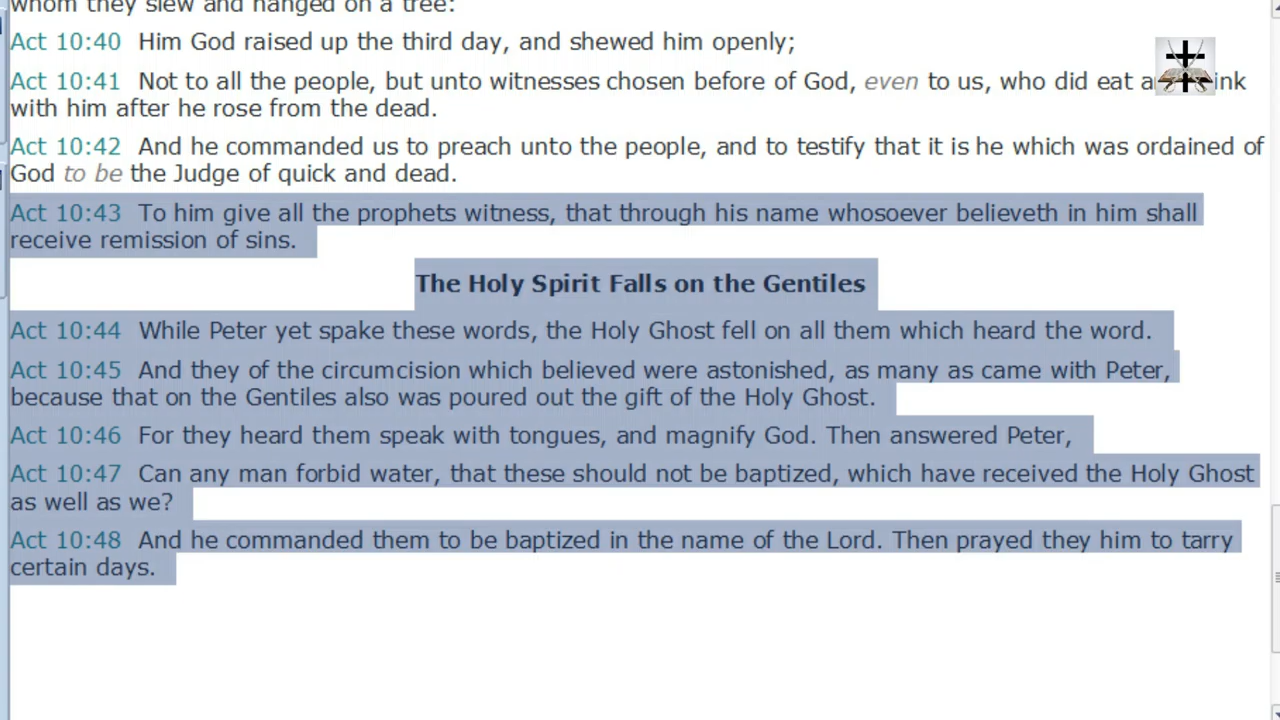 whom they slew and hanged on a tree:
Act 10:40 Him God raised up the third day, and shewed him openly;
Act 10:41 Not to all the people, but unto witnesses chosen before of God, even to us, who did eat
with him after he rose from the dead.
Act 10:42 And he commanded us to preach unto the people, and to testify that it is he which was ordained of
God to be the Judge of quick and dead.
Act 10:43 To him give all the prophets witness, that through his name whosoever believeth in him shall
receive remission of sins.
The Holy Spirit Falls on the Gentiles
Act 10:44 While Peter yet spake these words, the Holy Ghost fell on all them which heard the word.
Act 10:45 And they of the circumcision which believed were astonished, as many as came with Peter,
because that on the Gentiles also was poured out the gift of the Holy Ghost.
Act 10:46 For they heard them speak with tongues, and magnify God. Then answered Peter,
Act 10:47 Can any man forbid water, that these should not be baptized, which have received the Holy Ghost
as well as we?
Act 10:48 And he commanded them to be baptized in the name of the Lord. Then prayed they him to tarry
certain days.